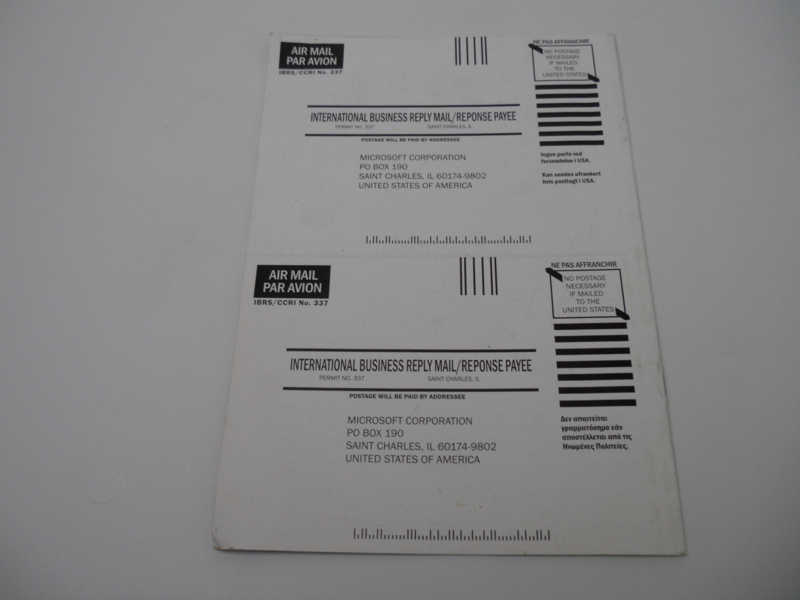 AIR MAIL
PAR AVION
IBRS/CCRI No. 337
NE PAS AFFRANCHIR
NO POSTAGE
NECESSARY
IF MAILED
TO THE
UNITED STATES
INTERNATIONAL BUSINESS REPLY MAIL/REPONSE PAYEE
PERMIT NO. 337 SAINT CHARLES, IL
POSTAGE WILL BE PAID BY ADDRESSEE
MICROSOFT CORPORATION
PO BOX 190
SAINT CHARLES, IL 60174-9802
UNITED STATES OF AMERICA
Ingen porto ved
forsendelse i USA.
Kan sendes ufrankert
hvis postlagt i USA.
AIR MAIL
PAR AVION
IBRS/CCRI No. 337
NE PAS AFFRANCHIR
NO POSTAGE
NECESSARY
IF MAILED
TO THE
UNITED STATES
INTERNATIONAL BUSINESS REPLY MAIL/REPONSE PAYEE
PERMIT NO. 337 SAINT CHARLES, IL
POSTAGE WILL BE PAID BY ADDRESSEE
MICROSOFT CORPORATION
PO BOX 190
SAINT CHARLES, IL 60174-9802
UNITED STATES OF AMERICA
Δεν απαιτείται
γραμματόσημο εάν
αποστέλλεται από τις
Ηνωμένες Πολιτείες.